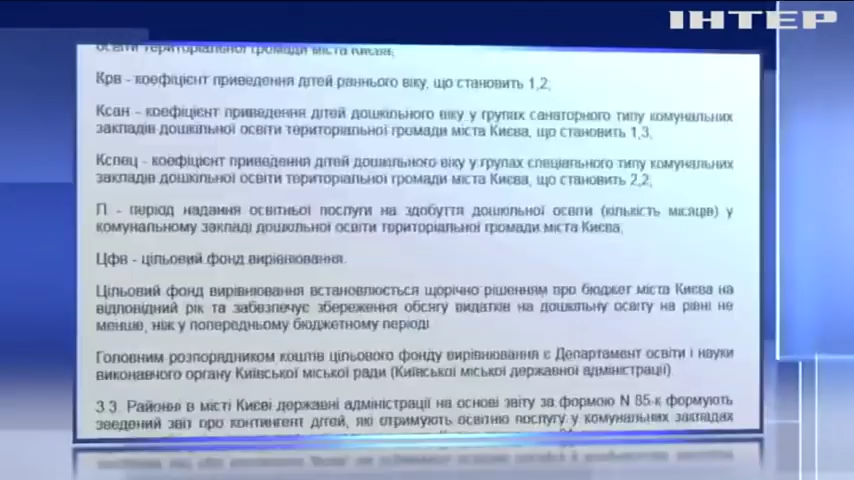 ІНТЕР
освіти територіальної громади міста Києва;
Крв - коефіцієнт приведення дітей раннього віку, що становить 1,2;
Ксан - коефіцієнт приведення дітей дошкільного віку у групах санаторного типу комунальних
закладів дошкільної освіти територіальної громади міста Києва, що становить 1,3;
Кспец - коефіцієнт приведення дітей дошкільного віку у групах спеціального типу комунальних
закладів дошкільної освіти територіальної громади міста Києва, що становить 2,2;
П - період надання освітньої послуги на здобуття дошкільної освіти (кількість місяців) у
комунальному закладі дошкільної освіти територіальної громади міста Києва;
Цфв - цільовий фонд вирівнювання.
Цільовий фонд вирівнювання встановлюється щорічно рішенням про бюджет міста Києва на
відповідний рік та забезпечує збереження обсягу видатків на дошкільну освіту на рівні не
менше, ніж у попередньому бюджетному періоді.
Головним розпорядником коштів цільового фонду вирівнювання є Департамент освіти і науки
виконавчого органу Київської міської ради (Київської міської державної адміністрації).
3.3. Районні в місті Києві державні адміністрації на основі звіту за формою N 85-к формують
зведений звіт про контингент дітей, які отримують освітню послугу у комунальних закладах